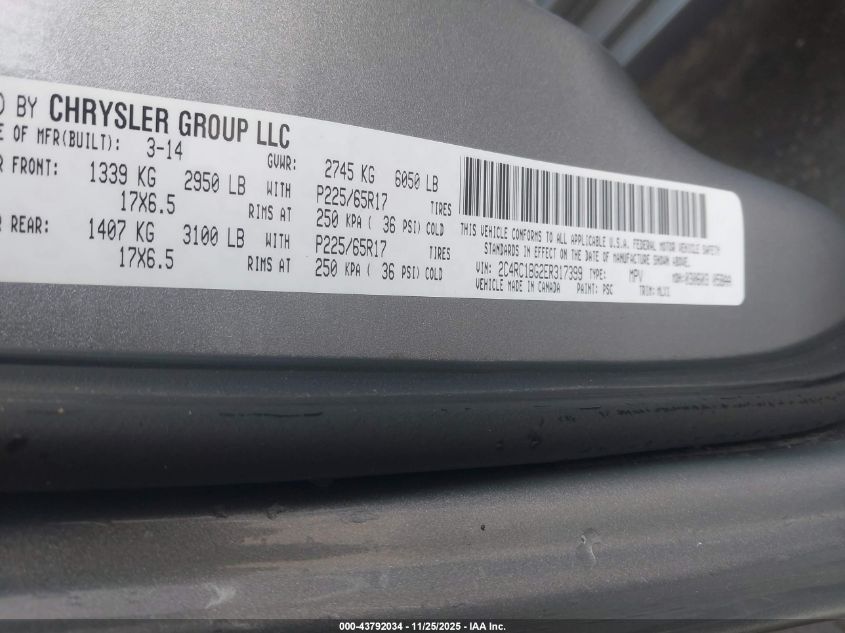 BY CHRYSLER GROUP LLC
OF MFR(BUILT): 3-14 GVWR: 2745 KG 6050 LB
FRONT: 1339 KG 2950 LB WITH P225/65R17 TIRES
17X6.5 RIMS AT 250 KPA ( 36 PSI) COLD
REAR: 1407 KG 3100 LB WITH P225/65R17 TIRES
17X6.5 RIMS AT 250 KPA ( 36 PSI) COLD
THIS VEHICLE CONFORMS TO ALL APPLICABLE U.S.A. FEDERAL MOTOR VEHICLE SAFETY
STANDARDS IN EFFECT ON THE DATE OF MANUFACTURE SHOWN ABOVE.
VIN: 2C4RC1BG2ER317399 TYPE: MPV MDH:
VEHICLE MADE IN CANADA PAINT: PSC TRIM: MLX1
000-43792034 — 11/25/2025 — IAA Inc.